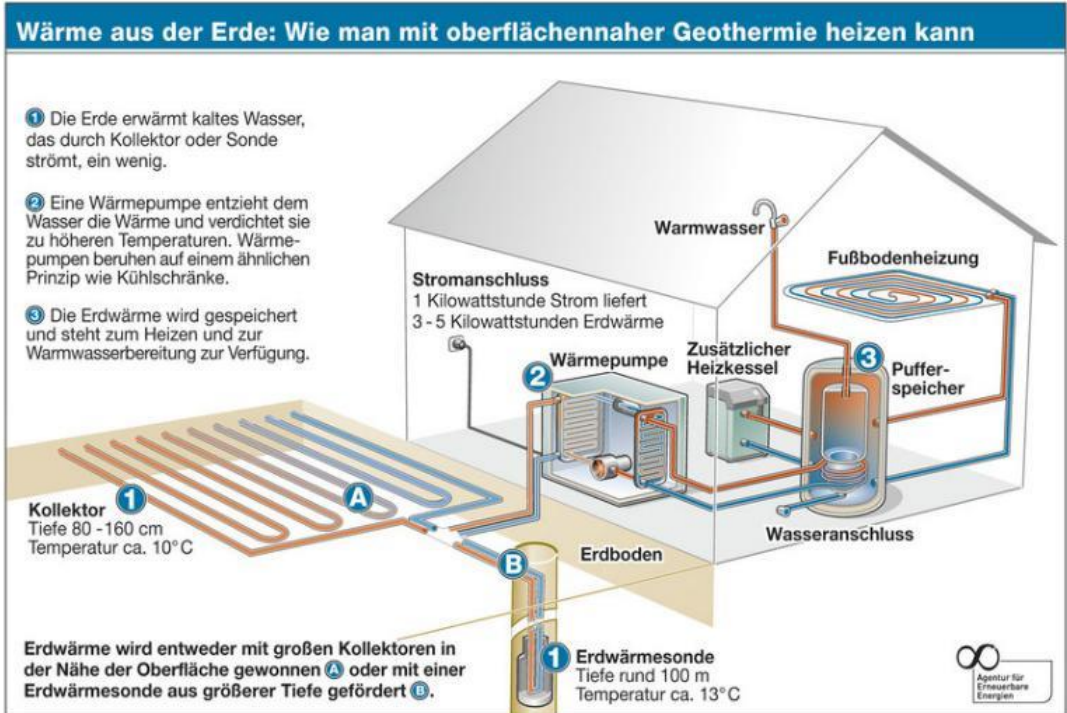 Wärme aus der Erde: Wie man mit oberflächennaher Geothermie heizen kann
1 Die Erde erwärmt kaltes Wasser,
das durch Kollektor oder Sonde
strömt, ein wenig.
2 Eine Wärmepumpe entzieht dem
Wasser die Wärme und verdichtet sie
zu höheren Temperaturen. Wärme-
pumpen beruhen auf einem ähnlichen
Prinzip wie Kühlschränke.
3 Die Erdwärme wird gespeichert
und steht zum Heizen und zur
Warmwasserbereitung zur Verfügung.
Warmwasser
Fußbodenheizung
Stromanschluss
1 Kilowattstunde Strom liefert
3 - 5 Kilowattstunden Erdwärme
2
Wärmepumpe
Zusätzlicher
Heizkessel
3
Puffer-
speicher
Wasseranschluss
1
Kollektor
Tiefe 80 - 160 cm
Temperatur ca. 10° C
A
B
Erdboden
1
Erdwärmesonde
Tiefe rund 100 m
Temperatur ca. 13° C
Erdwärme wird entweder mit großen Kollektoren in
der Nähe der Oberfläche gewonnen A oder mit einer
Erdwärmesonde aus größerer Tiefe gefördert B.
Agentur für
Erneuerbare
Energien